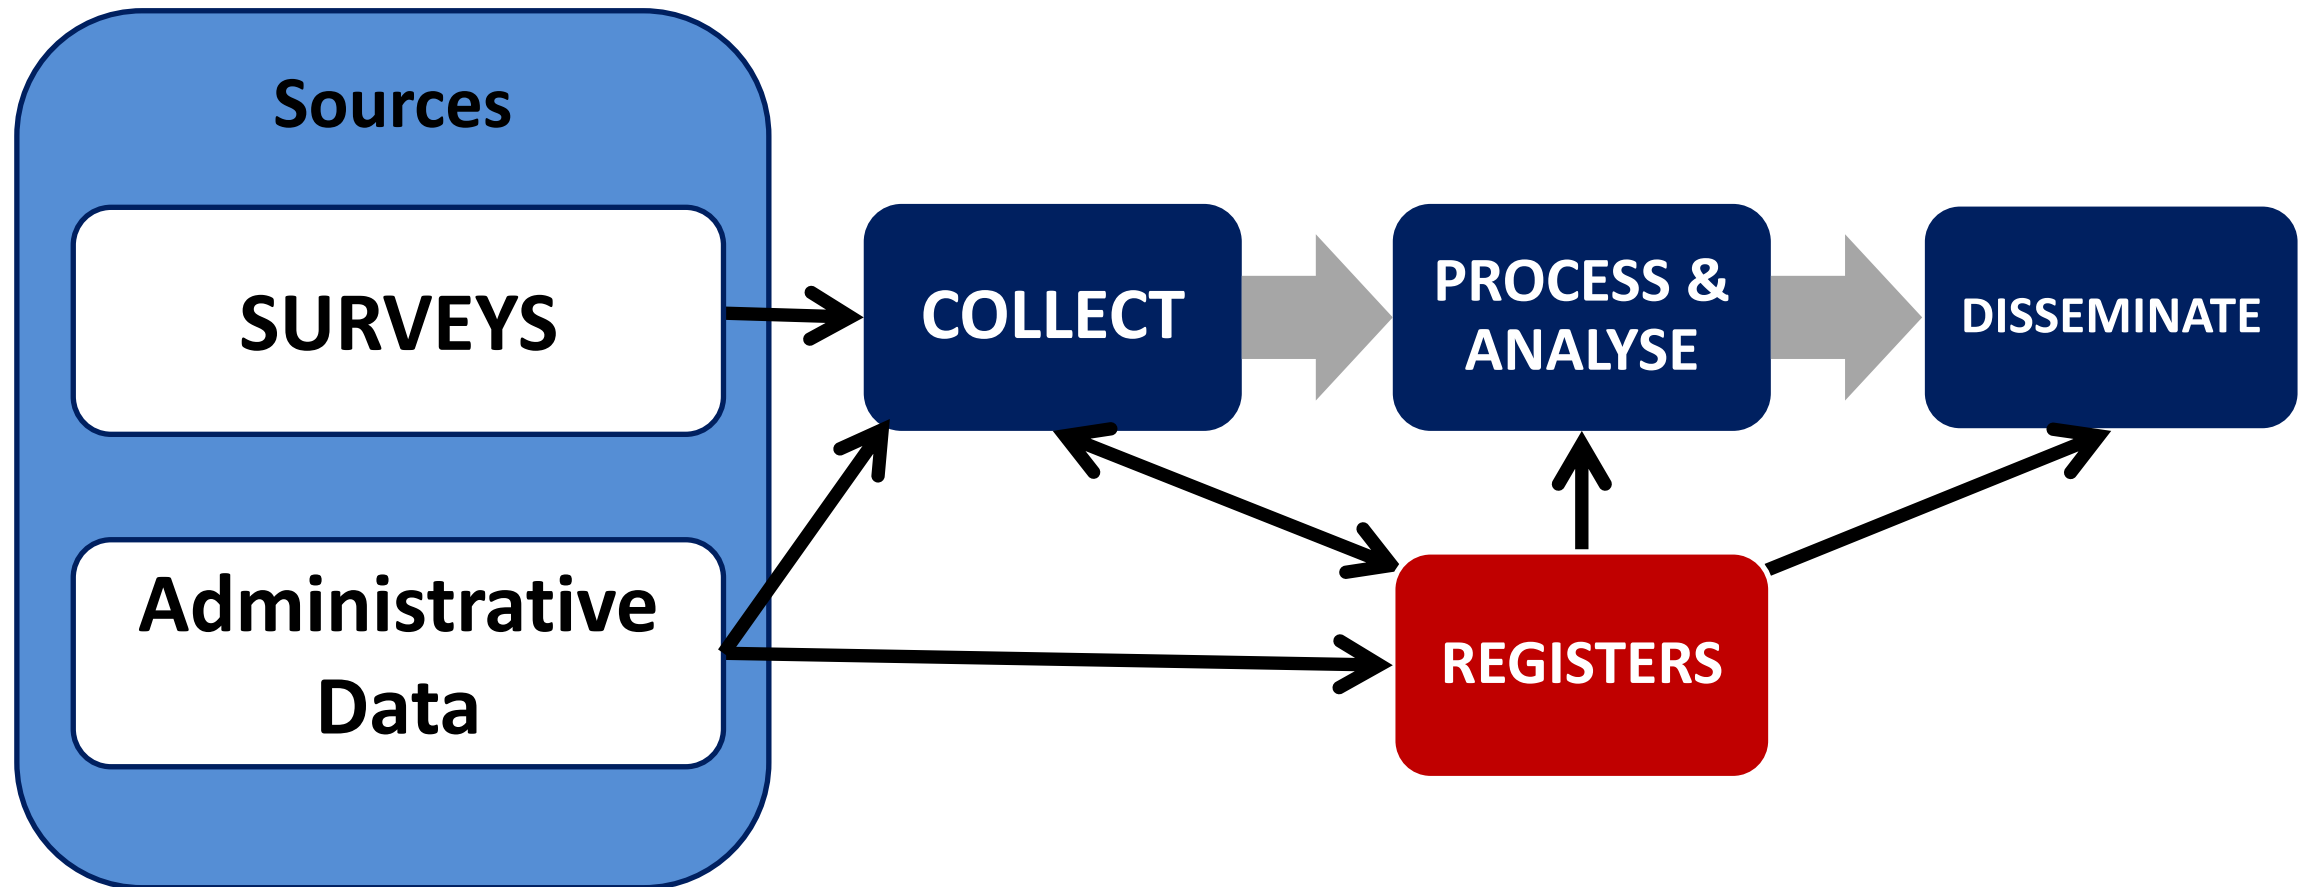 Sources
SURVEYS
Administrative
Data
COLLECT
PROCESS &
ANALYSE
DISSEMINATE
REGISTERS